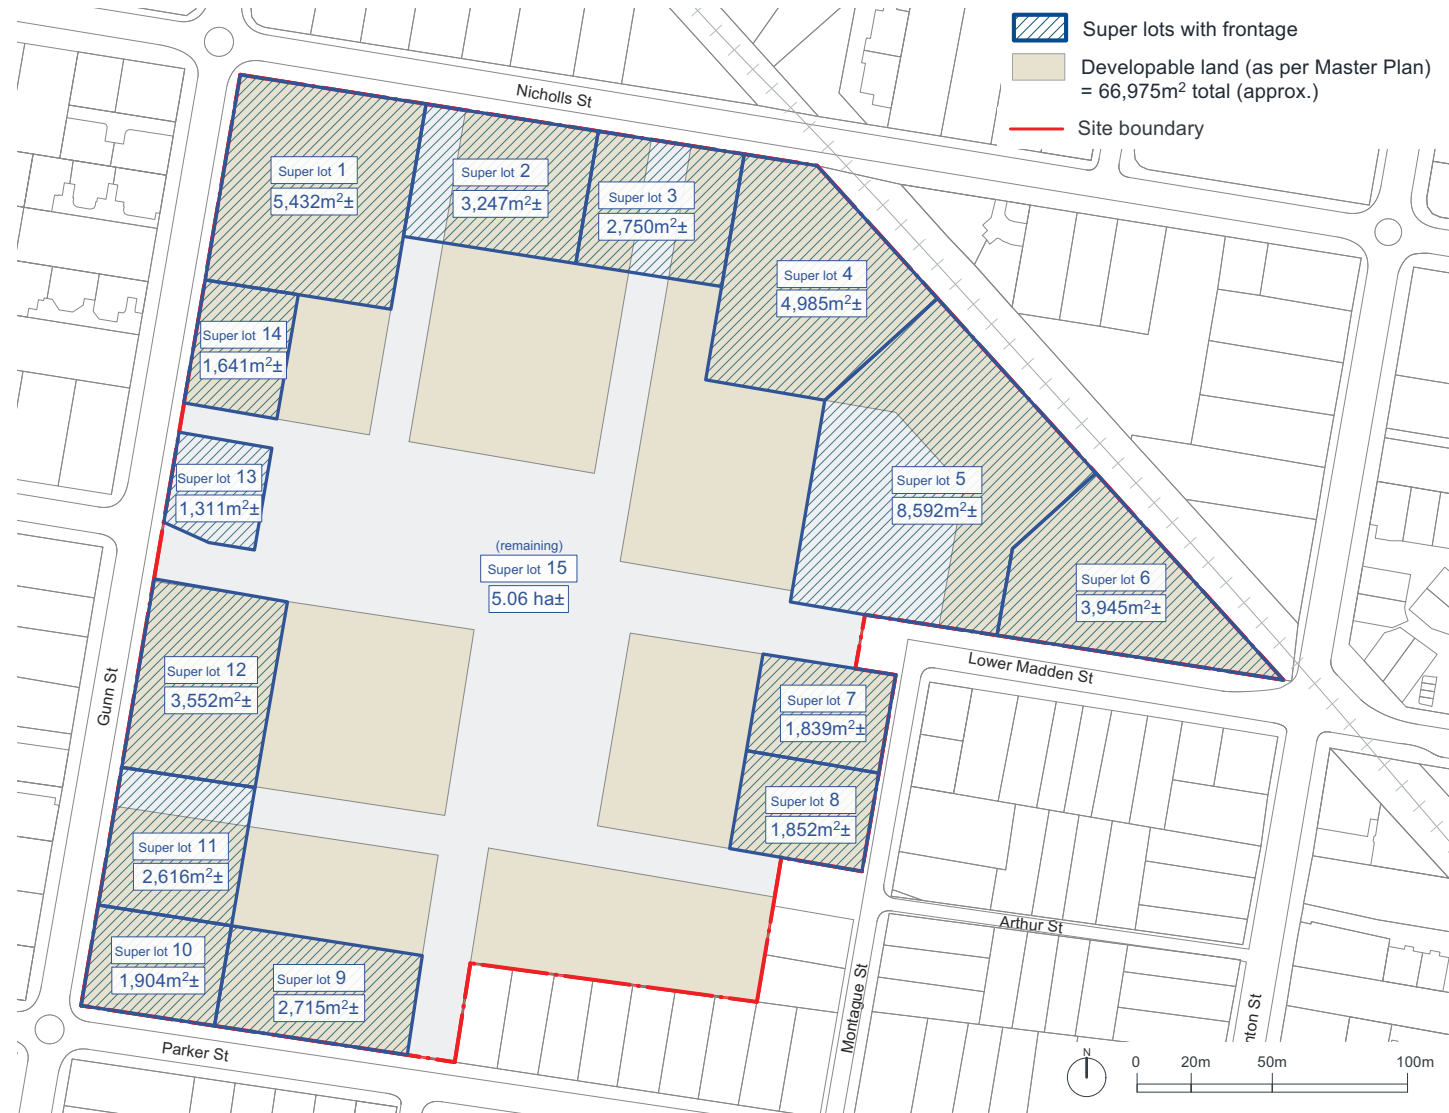 Super lots with frontage
Developable land (as per Master Plan)
= 66,975m² total (approx.)
Site boundary
Nicholls St
Super lot 1
5,432m²±
Super lot 2
3,247m²±
Super lot 3
2,750m²±
Super lot 4
4,985m²±
Super lot 14
1,641m²±
Super lot 13
1,311m²±
Super lot 5
8,592m²±
(remaining)
Super lot 15
5.06 ha±
Super lot 6
3,945m²±
Gunn St
Super lot 12
3,552m²±
Lower Madden St
Super lot 7
1,839m²±
Super lot 8
1,852m²±
Super lot 11
2,616m²±
Arthur St
Super lot 10
1,904m²±
Super lot 9
2,715m²±
Montague St
nton St
Parker St
N
0 20m 50m 100m